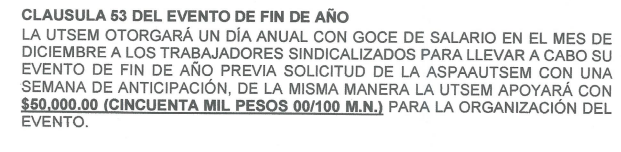 CLAUSULA 53 DEL EVENTO DE FIN DE AÑO
LA UTSEM OTORGARÁ UN DÍA ANUAL CON GOCE DE SALARIO EN EL MES DE
DICIEMBRE A LOS TRABAJADORES SINDICALIZADOS PARA LLEVAR A CABO SU
EVENTO DE FIN DE AÑO PREVIA SOLICITUD DE LA ASPAAUTSEM CON UNA
SEMANA DE ANTICIPACIÓN, DE LA MISMA MANERA LA UTSEM APOYARÁ CON
$50,000.00 (CINCUENTA MIL PESOS 00/100 M.N.) PARA LA ORGANIZACIÓN DEL
EVENTO.